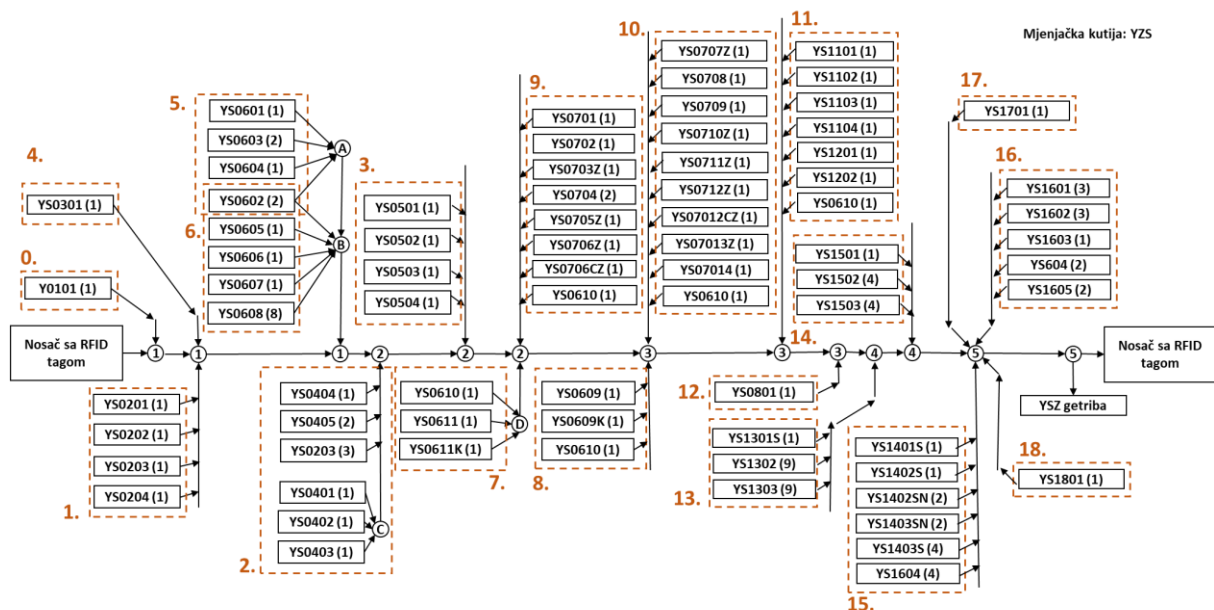 Mjenjačka kutija: YZS
0.
Y0101 (1)
Nosač sa RFID
tagom
1
1.
YS0201 (1)
YS0202 (1)
YS0203 (1)
YS0204 (1)
4.
YS0301 (1)
1
5.
YS0601 (1)
YS0603 (2)
YS0604 (1)
YS0602 (2)
A
6.
YS0605 (1)
YS0606 (1)
YS0607 (1)
YS0608 (8)
B
1
2.
YS0404 (1)
YS0405 (2)
YS0203 (3)
YS0401 (1)
YS0402 (1)
YS0403 (1)
C
2
3.
YS0501 (1)
YS0502 (1)
YS0503 (1)
YS0504 (1)
2
7.
YS0610 (1)
YS0611 (1)
YS0611K (1)
D
9.
YS0701 (1)
YS0702 (1)
YS0703Z (1)
YS0704 (2)
YS0705Z (1)
YS0706Z (1)
YS0706CZ (1)
YS0610 (1)
2
8.
YS0609 (1)
YS0609K (1)
YS0610 (1)
10.
YS0707Z (1)
YS0708 (1)
YS0709 (1)
YS0710Z (1)
YS0711Z (1)
YS0712Z (1)
YS07012CZ (1)
YS07013Z (1)
YS07014 (1)
YS0610 (1)
3
11.
YS1101 (1)
YS1102 (1)
YS1103 (1)
YS1104 (1)
YS1201 (1)
YS1202 (1)
YS0610 (1)
3
12.
YS0801 (1)
3
13.
YS1301S (1)
YS1302 (9)
YS1303 (9)
4
14.
YS1501 (1)
YS1502 (4)
YS1503 (4)
4
15.
YS1401S (1)
YS1402S (1)
YS1402SN (2)
YS1403SN (2)
YS1403S (4)
YS1604 (4)
16.
YS1601 (3)
YS1602 (3)
YS1603 (1)
YS604 (2)
YS1605 (2)
17.
YS1701 (1)
18.
YS1801 (1)
5
5
YSZ getriba
Nosač sa RFID
tagom